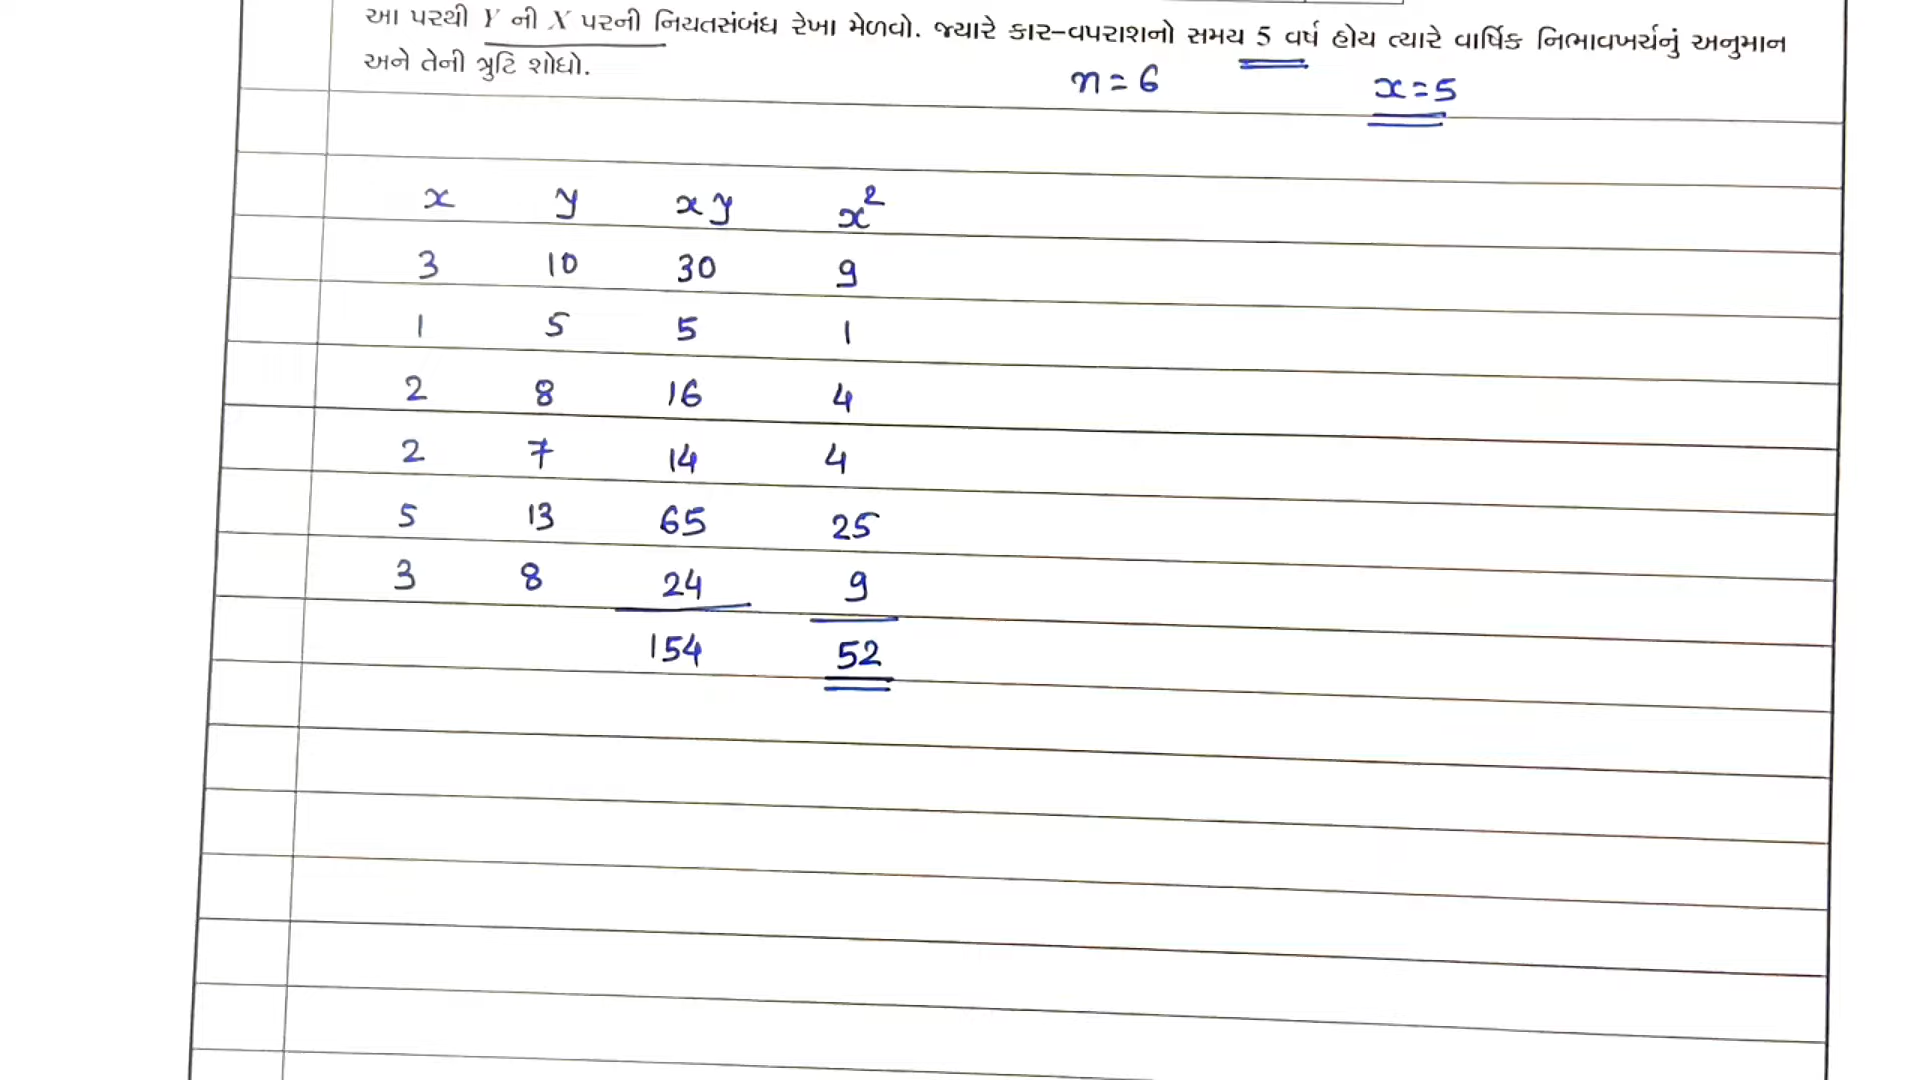 આ પરથી Y ની X પરની નિયતસંબંધ રેખા મેળવો. જ્યારે કાર-વપરાશનો સમય 5 વર્ષ હોય ત્યારે વાર્ષિક નિભાવખર્ચનું અનુમાન
અને તેની ત્રુટિ શોધો.
n = 6 x = 5
x y xy x²
3 10 30 9
1 5 5 1
2 8 16 4
2 7 14 4
5 13 65 25
3 8 24 9
154 52